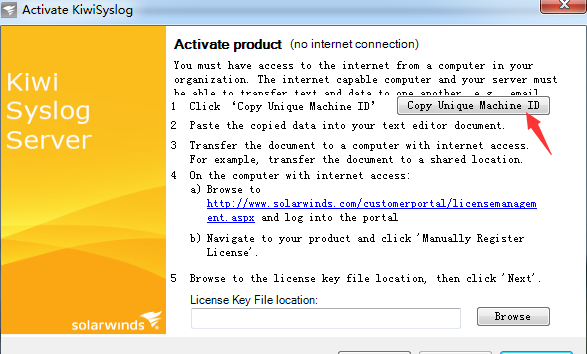 Activate KiwiSyslog
Kiwi
Syslog
Server
solarwinds
Activate product (no internet connection)
You must have access to the internet from a computer in your
organization. The internet capable computer and your server must
be able to transfer text and data to one another, e.g., email
1 Click ‘Copy Unique Machine ID’ Copy Unique Machine ID
2 Paste the copied data into your text editor document.
3 Transfer the document to a computer with internet access.
For example, transfer the document to a shared location.
4 On the computer with internet access:
a) Browse to
http://www.solarwinds.com/customerportal/licensemanagem
ent.aspx and log into the portal
b) Navigate to your product and click 'Manually Register
License'.
5 Browse to the license key file location, then click 'Next'.
License Key File location:
Browse